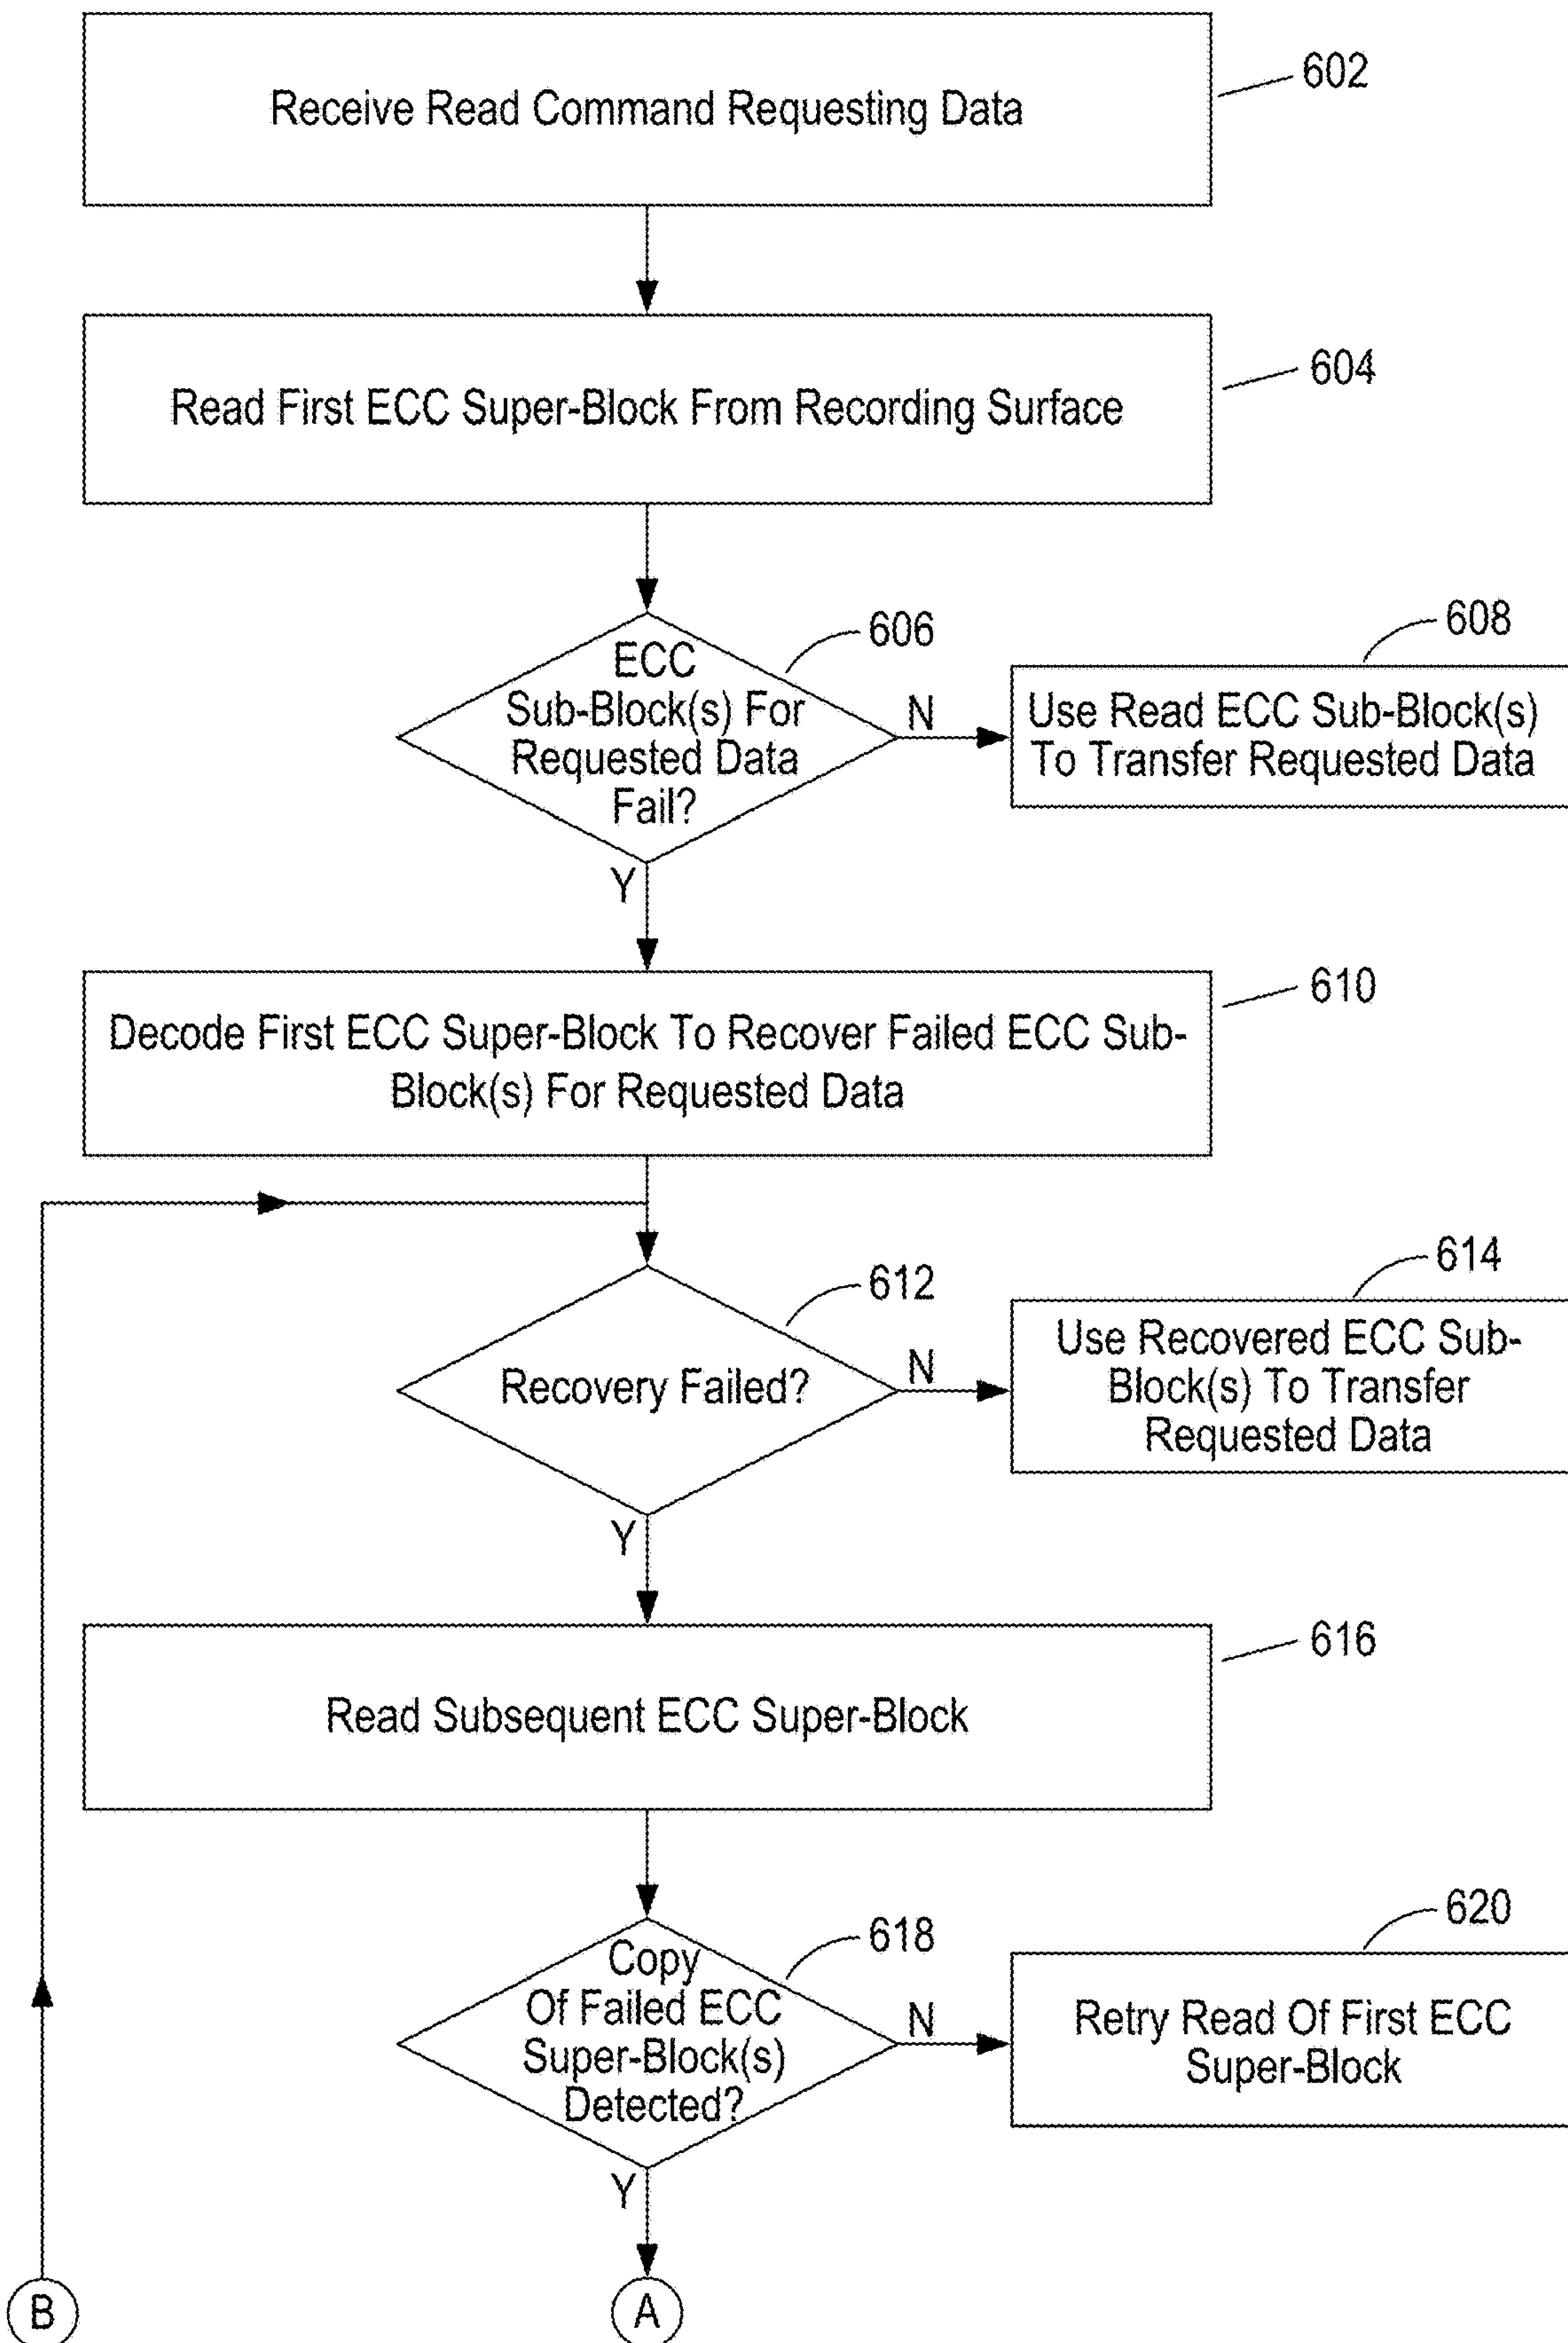 602
Receive Read Command Requesting Data
604
Read First ECC Super-Block From Recording Surface
606
608
ECC
Sub-Block(s) For
Requested Data
Fail?
N
Use Read ECC Sub-Block(s)
To Transfer Requested Data
Y
610
Decode First ECC Super-Block To Recover Failed ECC Sub-
Block(s) For Requested Data
612
614
Recovery Failed?
N
Use Recovered ECC Sub-
Block(s) To Transfer
Requested Data
Y
616
Read Subsequent ECC Super-Block
618
620
Copy
Of Failed ECC
Super-Block(s)
Detected?
N
Retry Read Of First ECC
Super-Block
Y
B
A